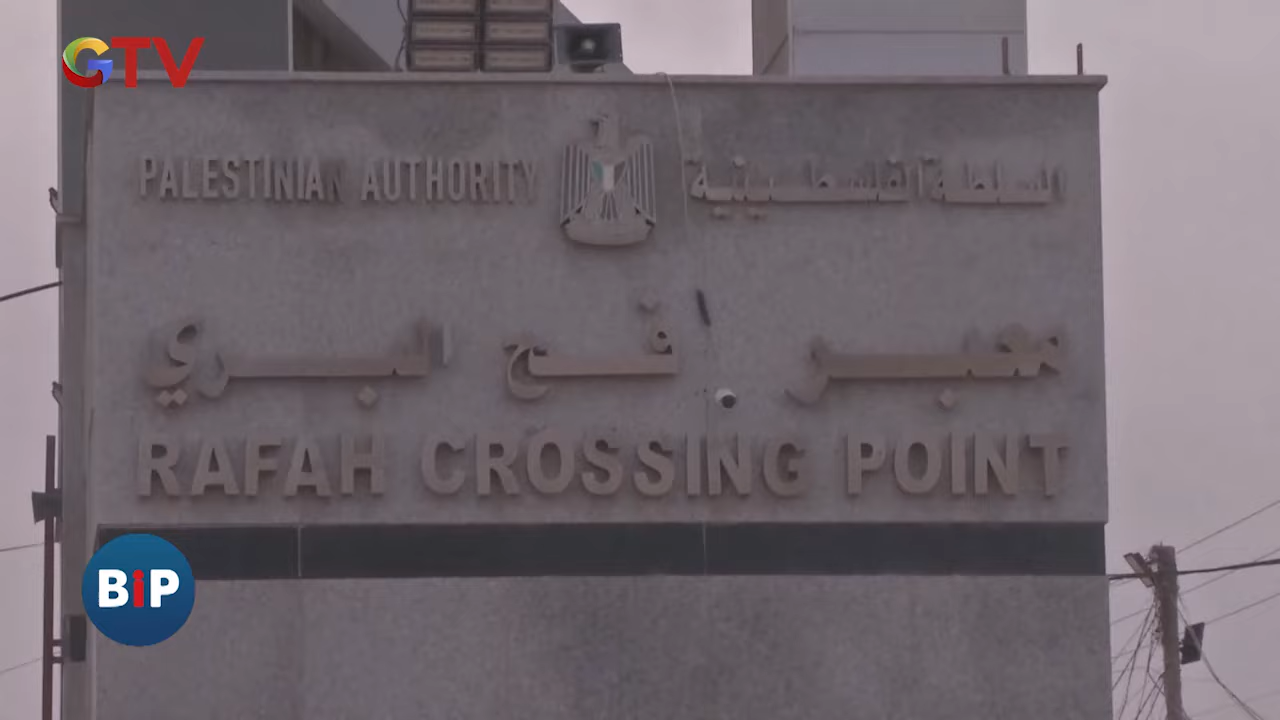 GTV
PALESTINIAN AUTHORITY السلطة الفلسطينية
معبر رفح البري
RAFAH CROSSING POINT
BiP